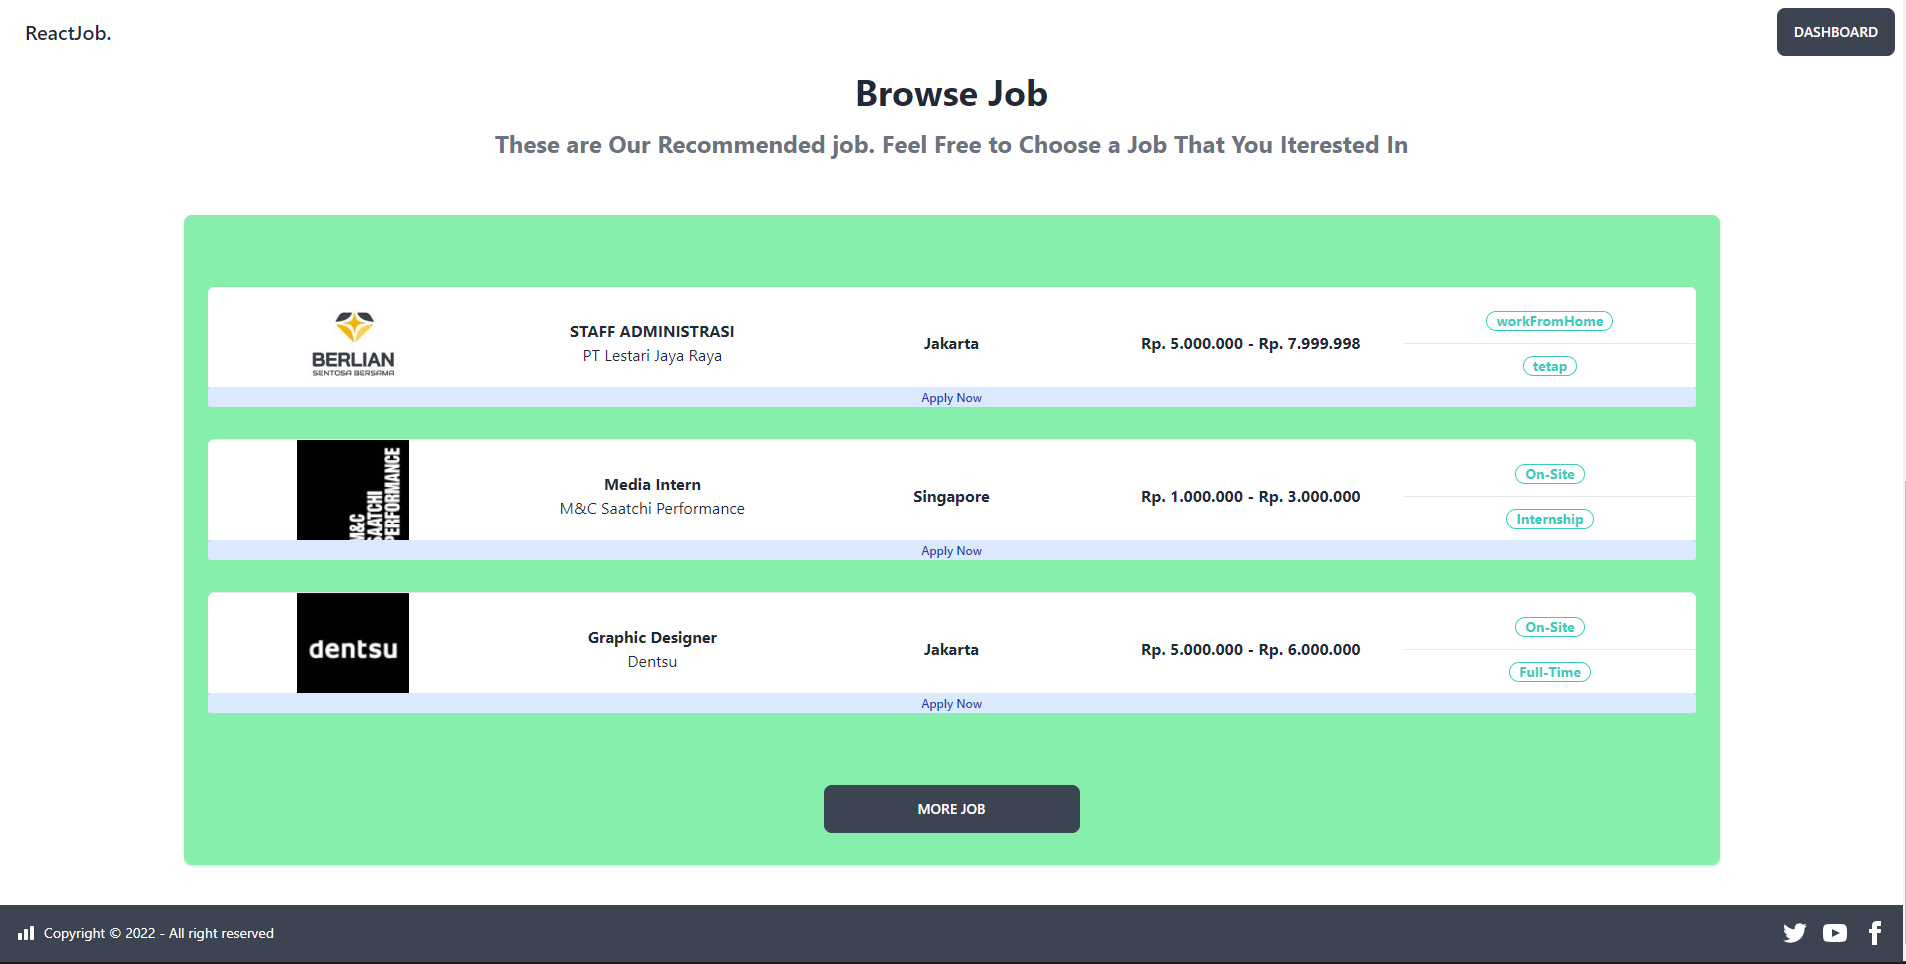 ReactJob.
DASHBOARD
Browse Job
These are Our Recommended job. Feel Free to Choose a Job That You Iterested In
BERLIAN
SENTOSA BERSAMA
STAFF ADMINISTRASI
PT Lestari Jaya Raya
Jakarta
Rp. 5.000.000 - Rp. 7.999.998
workFromHome
tetap
Apply Now
M&C
SAATCHI
PERFORMANCE
Media Intern
M&C Saatchi Performance
Singapore
Rp. 1.000.000 - Rp. 3.000.000
On-Site
Internship
Apply Now
dentsu
Graphic Designer
Dentsu
Jakarta
Rp. 5.000.000 - Rp. 6.000.000
On-Site
Full-Time
Apply Now
MORE JOB
Copyright © 2022 - All right reserved